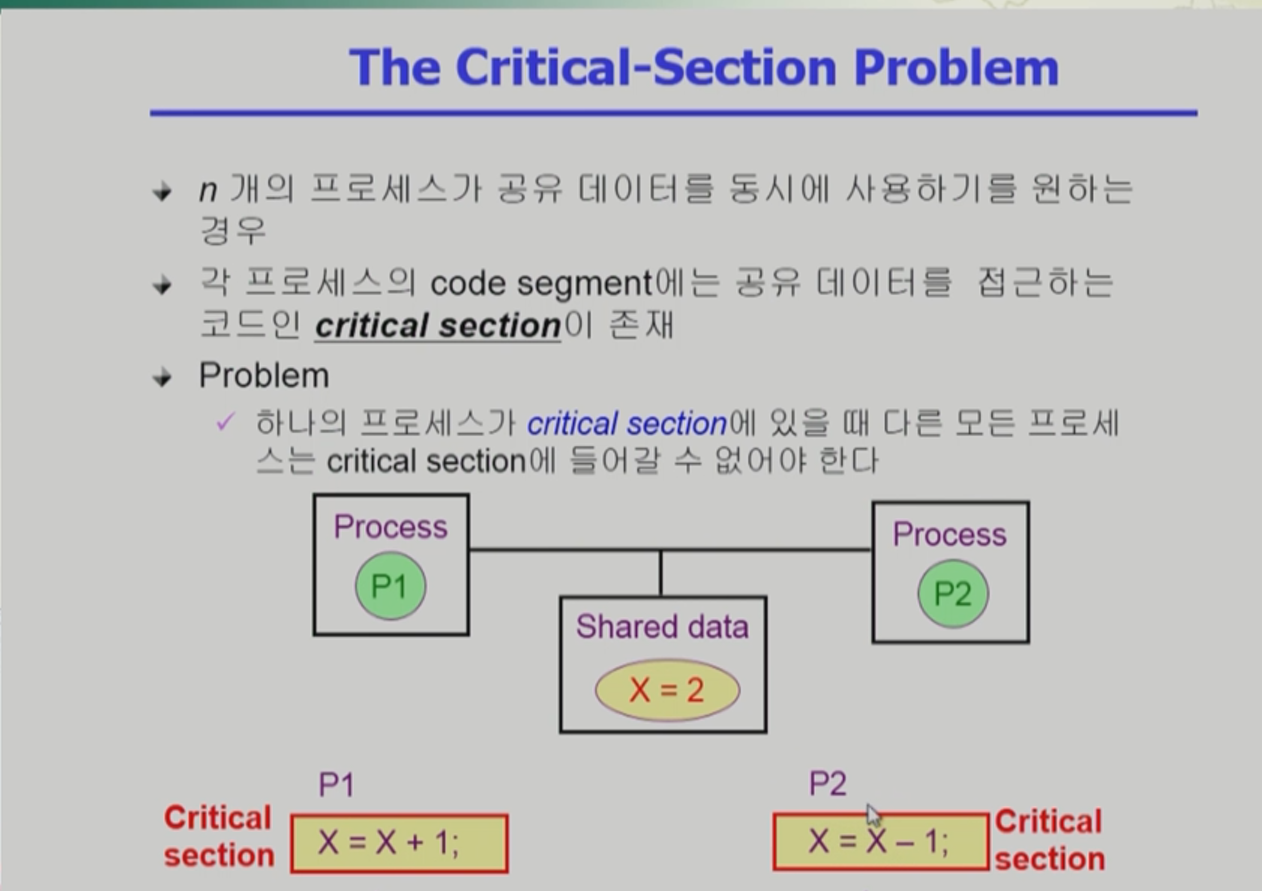 The Critical-Section Problem
n 개의 프로세스가 공유 데이터를 동시에 사용하기를 원하는
경우
각 프로세스의 code segment에는 공유 데이터를 접근하는
코드인 critical section이 존재
Problem
하나의 프로세스가 critical section에 있을 때 다른 모든 프로세
스는 critical section에 들어갈 수 없어야 한다
Process
P1
Process
P2
Shared data
X = 2
P1
Critical
section
X = X + 1;
P2
X = X – 1;
Critical
section